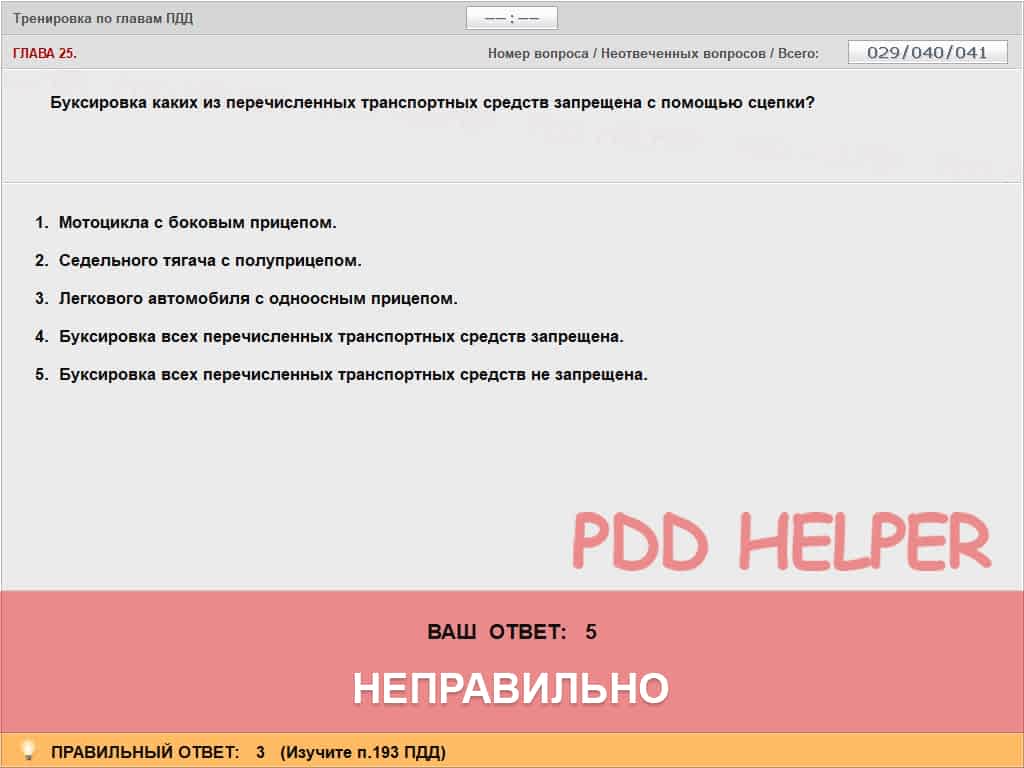 Тренировка по главам ПДД
–– : ––
ГЛАВА 25.
Номер вопроса / Неотвеченных вопросов / Всего: 029/040/041
Буксировка каких из перечисленных транспортных средств запрещена с помощью сцепки?
1. Мотоцикла с боковым прицепом.
2. Седельного тягача с полуприцепом.
3. Легкового автомобиля с одноосным прицепом.
4. Буксировка всех перечисленных транспортных средств запрещена.
5. Буксировка всех перечисленных транспортных средств не запрещена.
PDD HELPER
ВАШ ОТВЕТ: 5
НЕПРАВИЛЬНО
ПРАВИЛЬНЫЙ ОТВЕТ: 3 (Изучите п.193 ПДД)